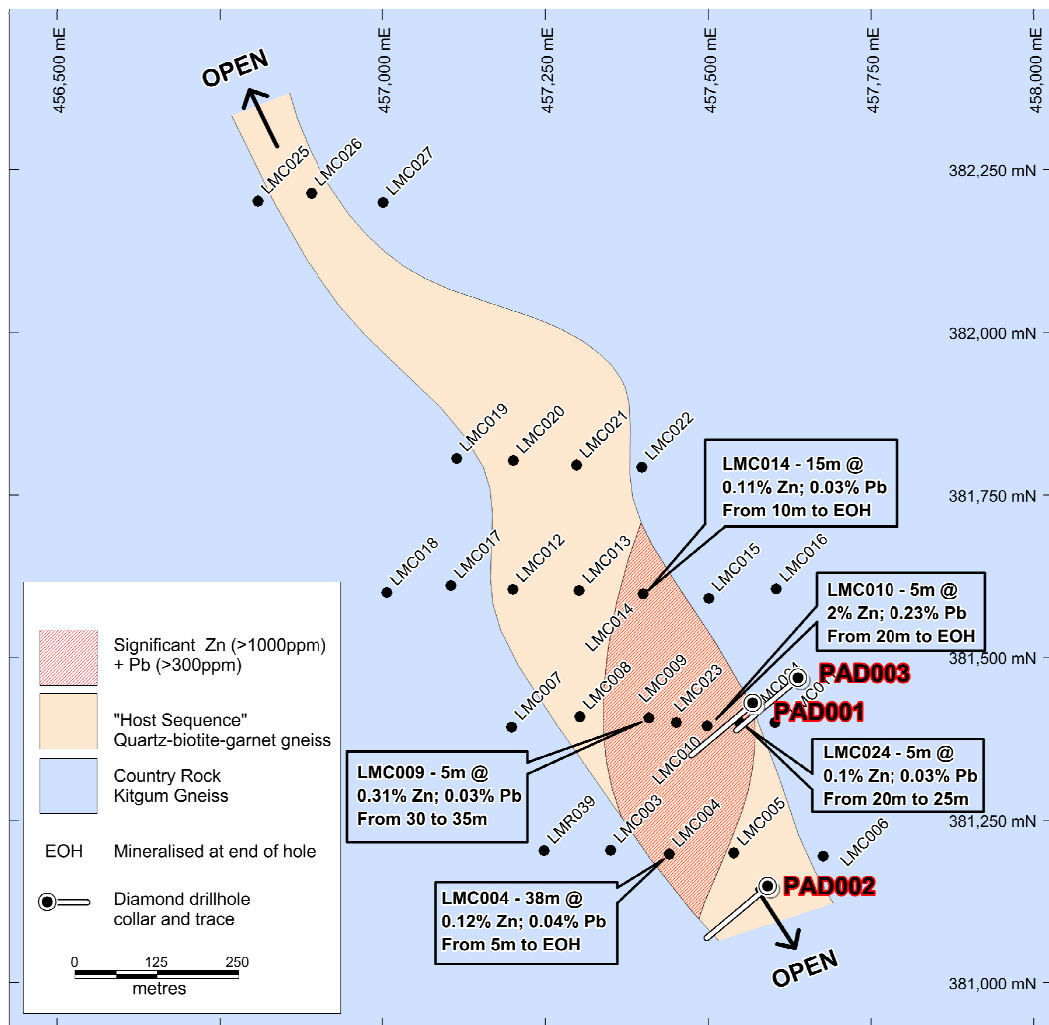 456,500 mE
457,000 mE
457,250 mE
457,500 mE
457,750 mE
458,000 mE
OPEN
LMC025
LMC026
LMC027
382,250 mN
382,000 mN
LMC019
LMC020
LMC021
LMC022
381,750 mN
LMC014 - 15m @
0.11% Zn; 0.03% Pb
From 10m to EOH
LMC018
LMC017
LMC012
LMC013
LMC014
LMC015
LMC016
LMC010 - 5m @
2% Zn; 0.23% Pb
From 20m to EOH
381,500 mN
LMC007
LMC008
LMC009
LMC023
LMC010
PAD003
PAD001
LMC009 - 5m @
0.31% Zn; 0.03% Pb
From 30 to 35m
LMC024 - 5m @
0.1% Zn; 0.03% Pb
From 20m to 25m
381,250 mN
LMR039
LMC003
LMC004
LMC005
LMC006
PAD002
LMC004 - 38m @
0.12% Zn; 0.04% Pb
From 5m to EOH
OPEN
381,000 mN
Significant Zn (>1000ppm)
+ Pb (>300ppm)
"Host Sequence"
Quartz-biotite-garnet gneiss
Country Rock
Kitgum Gneiss
EOH Mineralised at end of hole
Diamond drillhole
collar and trace
0 125 250
metres